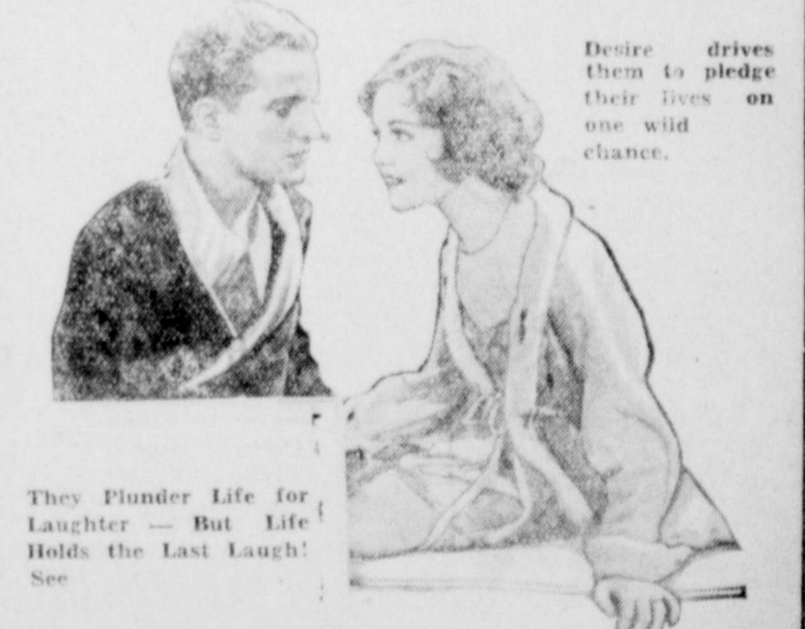 Desire drives
them to pledge
their lives on
one wild
chance.
They Plunder Life for
Laughter — But Life
Holds the Last Laugh!
See